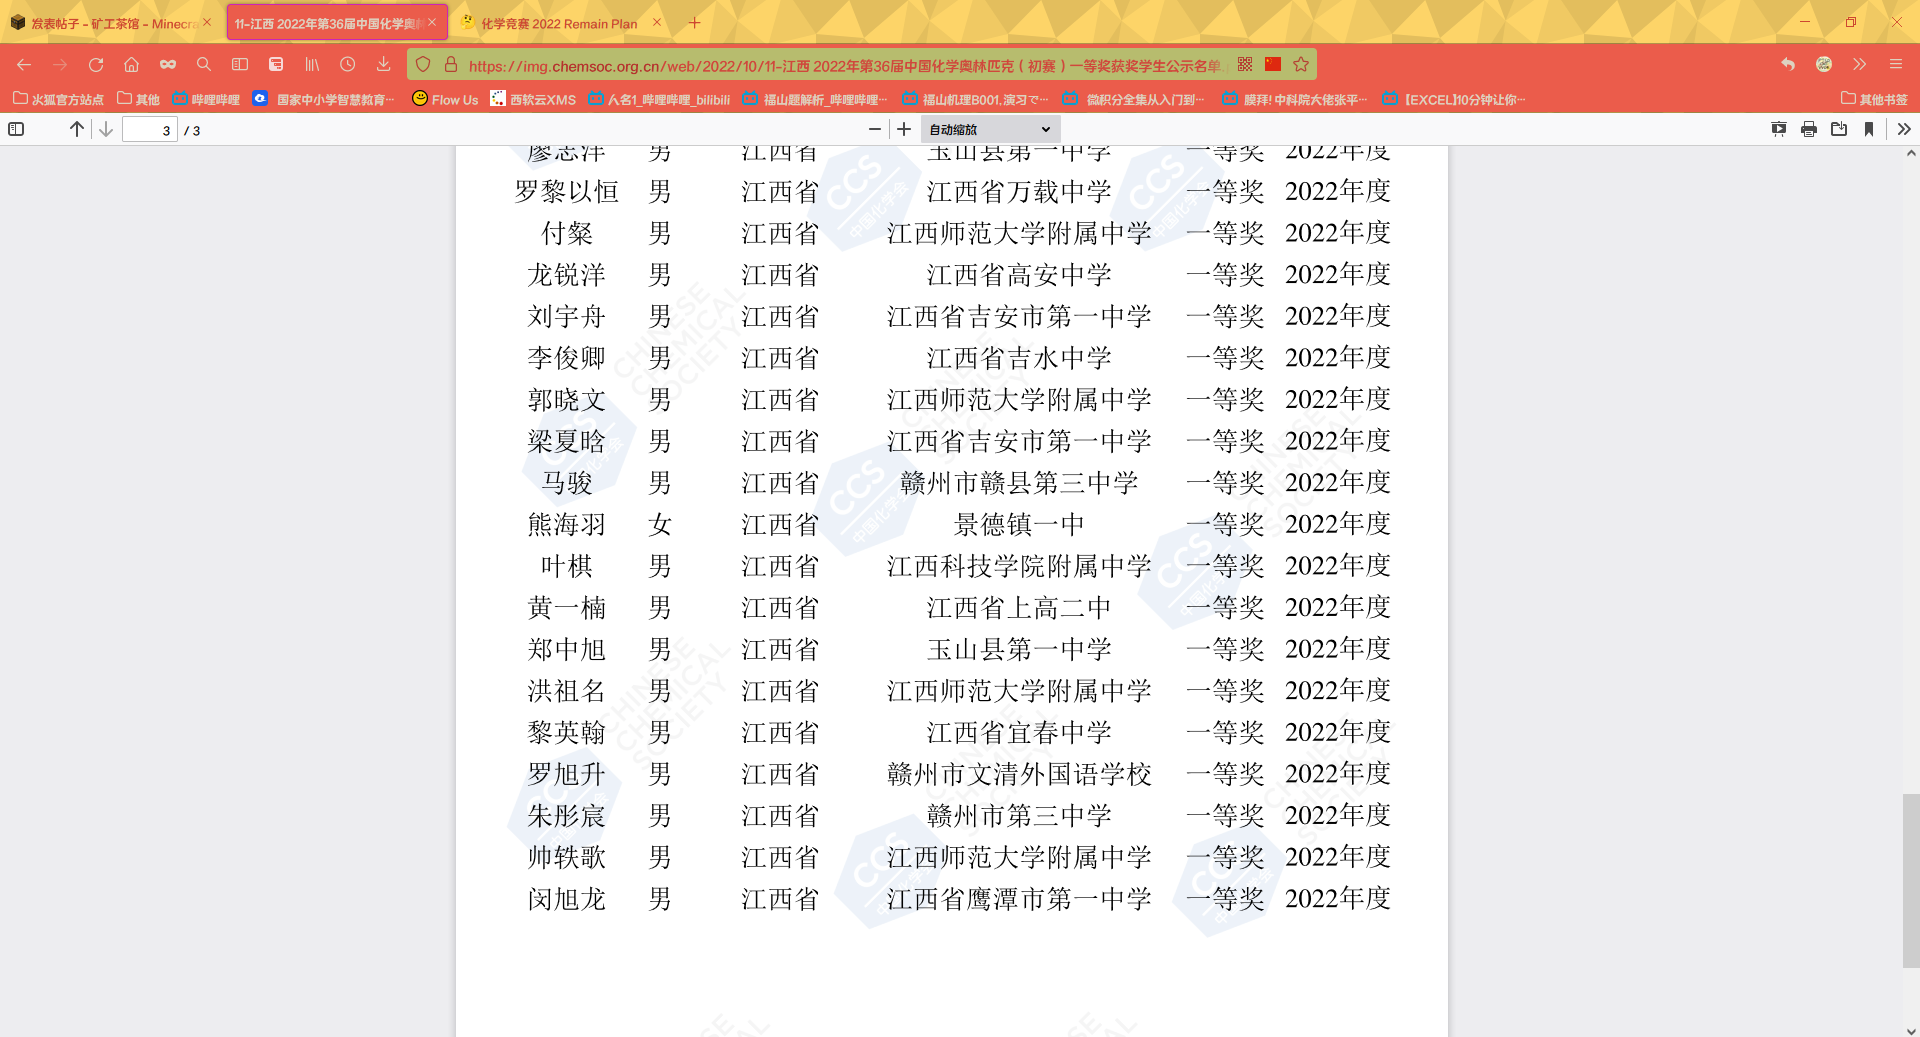 发表帖子 - 矿工茶馆 - Minecra
11-江西 2022年第36届中国化学奥林
化学竞赛 2022 Remain Plan
https://img.chemsoc.org.cn/web/2022/10/11-江西 2022年第36届中国化学奥林匹克（初赛）一等奖获奖学生公示名单.
火狐官方站点 其他 哔哩哔哩 国家中小学智慧教育… Flow Us 西软云XMS 人名1_哔哩哔哩_bilibili 福山题解析_哔哩哔哩… 福山机理B001.演习で… 微积分全集从入门到… 膜拜! 中科院大佬张平… 【EXCEL】10分钟让你… 其他书签
3 / 3 自动缩放
廖志洋 男 江西省 玉山县第一中学 一等奖 2022年度
罗黎以恒 男 江西省 江西省万载中学 一等奖 2022年度
付粲 男 江西省 江西师范大学附属中学 一等奖 2022年度
龙锐洋 男 江西省 江西省高安中学 一等奖 2022年度
刘宇舟 男 江西省 江西省吉安市第一中学 一等奖 2022年度
李俊卿 男 江西省 江西省吉水中学 一等奖 2022年度
郭晓文 男 江西省 江西师范大学附属中学 一等奖 2022年度
梁夏晗 男 江西省 江西省吉安市第一中学 一等奖 2022年度
马骏 男 江西省 赣州市赣县第三中学 一等奖 2022年度
熊海羽 女 江西省 景德镇一中 一等奖 2022年度
叶棋 男 江西省 江西科技学院附属中学 一等奖 2022年度
黄一楠 男 江西省 江西省上高二中 一等奖 2022年度
郑中旭 男 江西省 玉山县第一中学 一等奖 2022年度
洪祖名 男 江西省 江西师范大学附属中学 一等奖 2022年度
黎英翰 男 江西省 江西省宜春中学 一等奖 2022年度
罗旭升 男 江西省 赣州市文清外国语学校 一等奖 2022年度
朱彤宸 男 江西省 赣州市第三中学 一等奖 2022年度
帅轶歌 男 江西省 江西师范大学附属中学 一等奖 2022年度
闵旭龙 男 江西省 江西省鹰潭市第一中学 一等奖 2022年度
CCS
中国化学会
CHINESE
CHEMICAL
SOCIETY